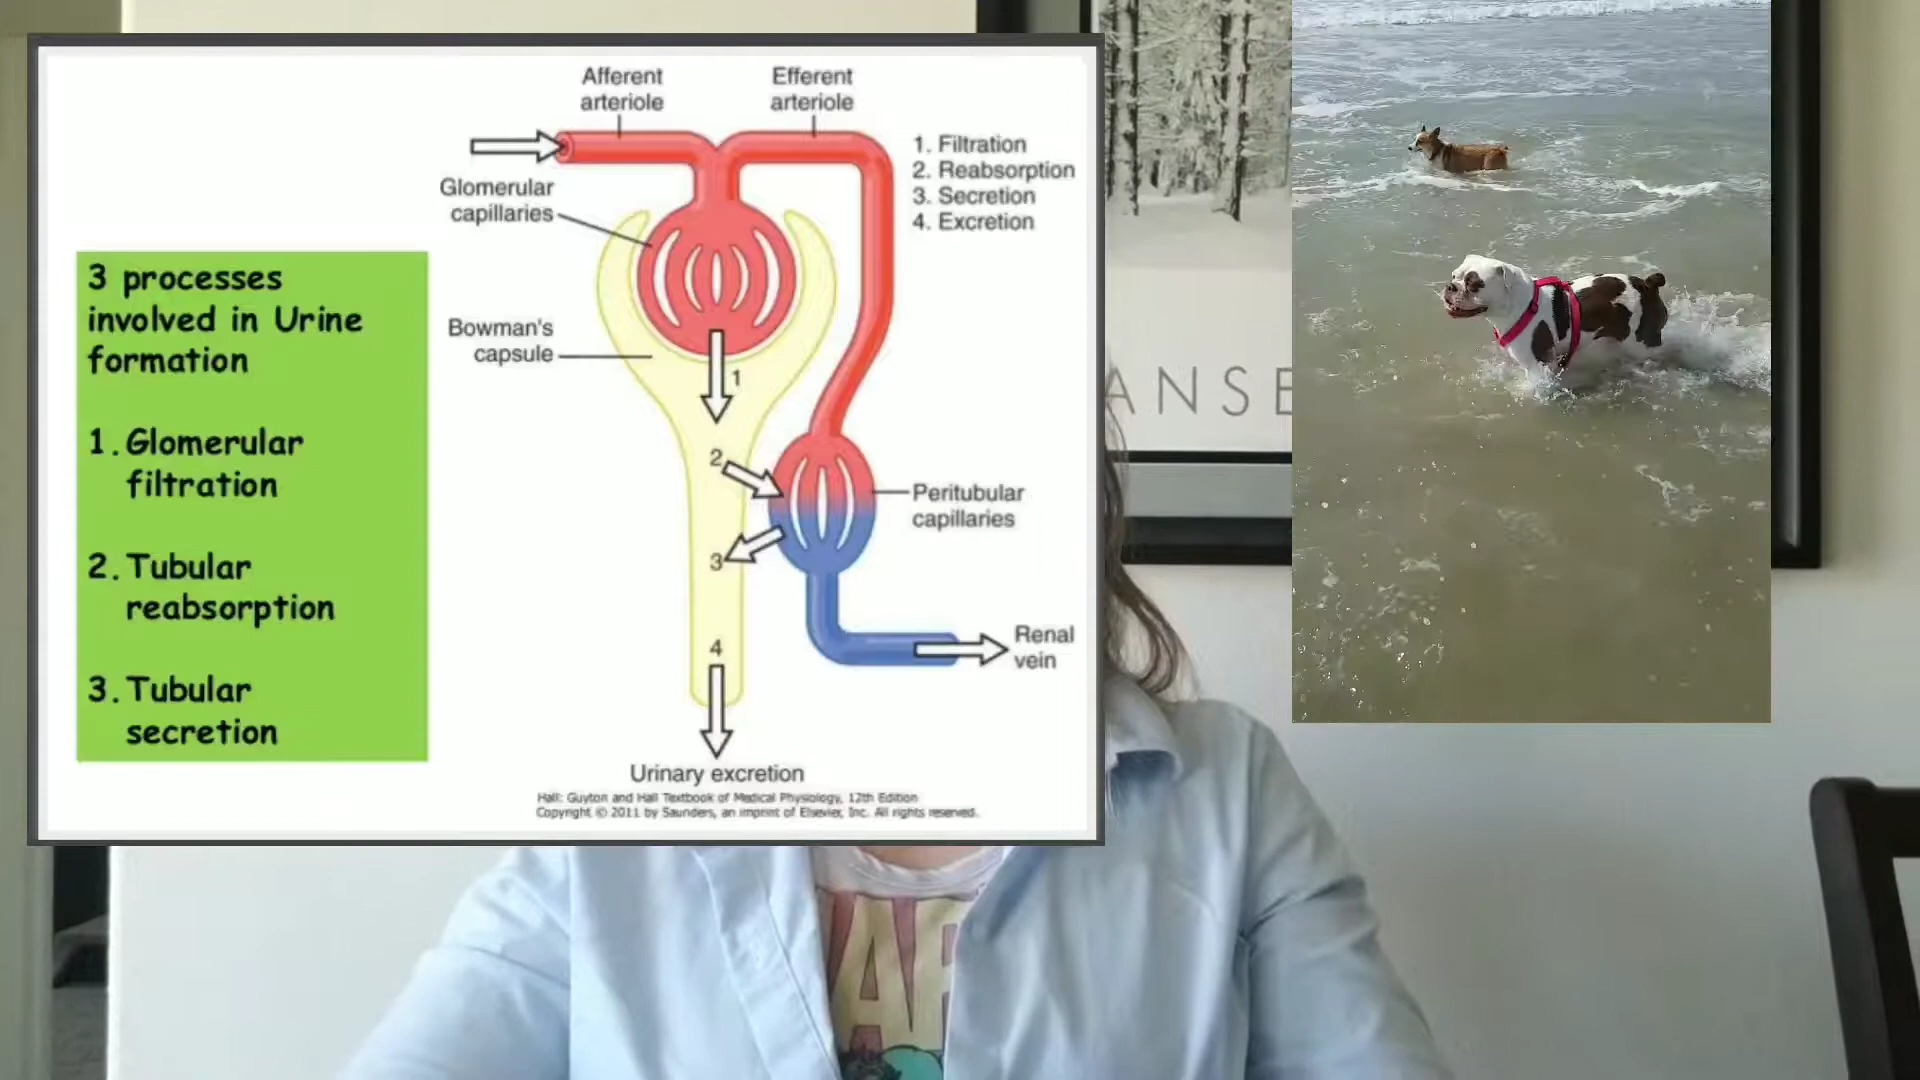 3 processes
involved in Urine
formation
1. Glomerular
filtration
2. Tubular
reabsorption
3. Tubular
secretion
Afferent
arteriole
Efferent
arteriole
1. Filtration
2. Reabsorption
3. Secretion
4. Excretion
Glomerular
capillaries
Bowman's
capsule
1
2
3
4
Peritubular
capillaries
Renal
vein
Urinary excretion
Hall: Guyton and Hall Textbook of Medical Physiology, 12th Edition
Copyright © 2011 by Saunders, an imprint of Elsevier, Inc. All rights reserved.
ANSE